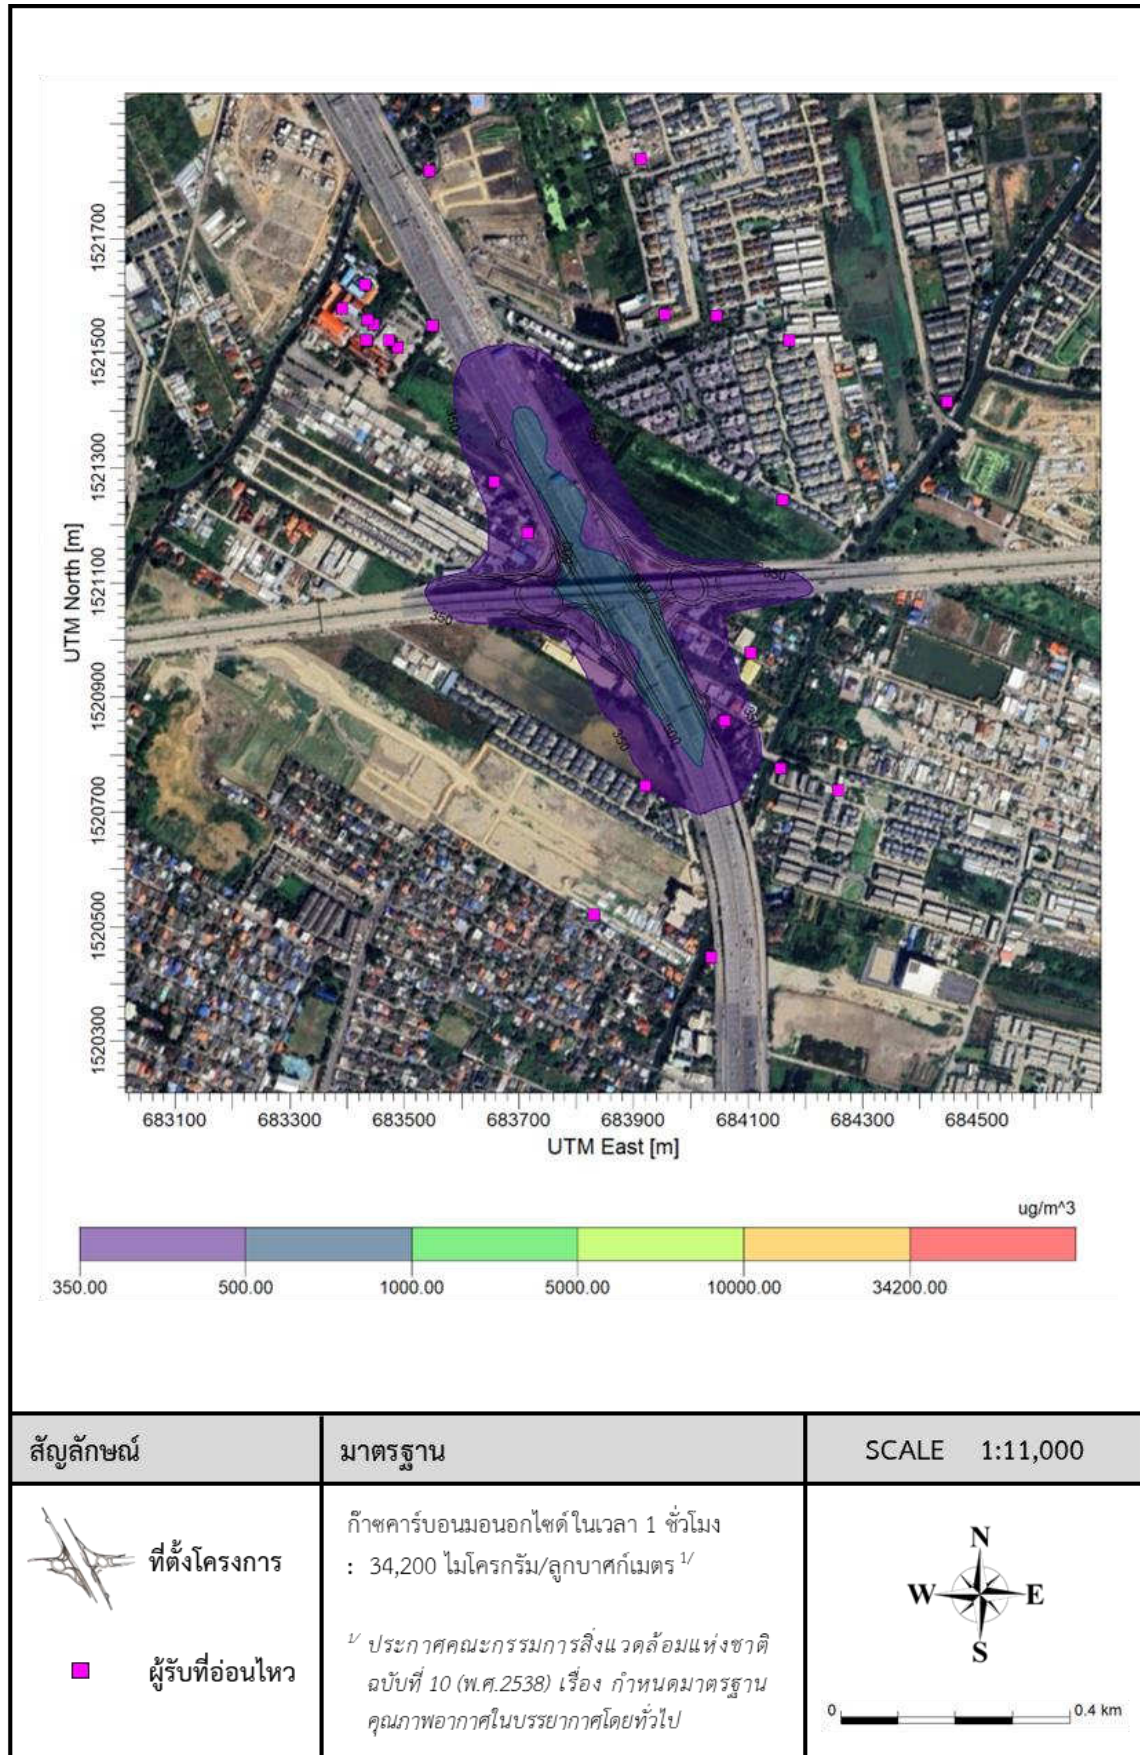 UTM North [m]
1521700
1521500
1521300
1521100
1520900
1520700
1520500
1520300
350
350
350
350
500
683100 683300 683500 683700 683900 684100 684300 684500
UTM East [m]
ug/m^3
350.00 500.00 1000.00 5000.00 10000.00 34200.00
สัญลักษณ์
ที่ตั้งโครงการ
ผู้รับที่อ่อนไหว
มาตรฐาน
ก๊าซคาร์บอนมอนอกไซด์ ในเวลา 1 ชั่วโมง
: 34,200 ไมโครกรัม/ลูกบาศก์เมตร 1/
1/ ประกาศคณะกรรมการสิ่งแวดล้อมแห่งชาติ
ฉบับที่ 10 (พ.ศ.2538) เรื่อง กำหนดมาตรฐาน
คุณภาพอากาศในบรรยากาศโดยทั่วไป
SCALE 1:11,000
N
W E
S
0 0.4 km